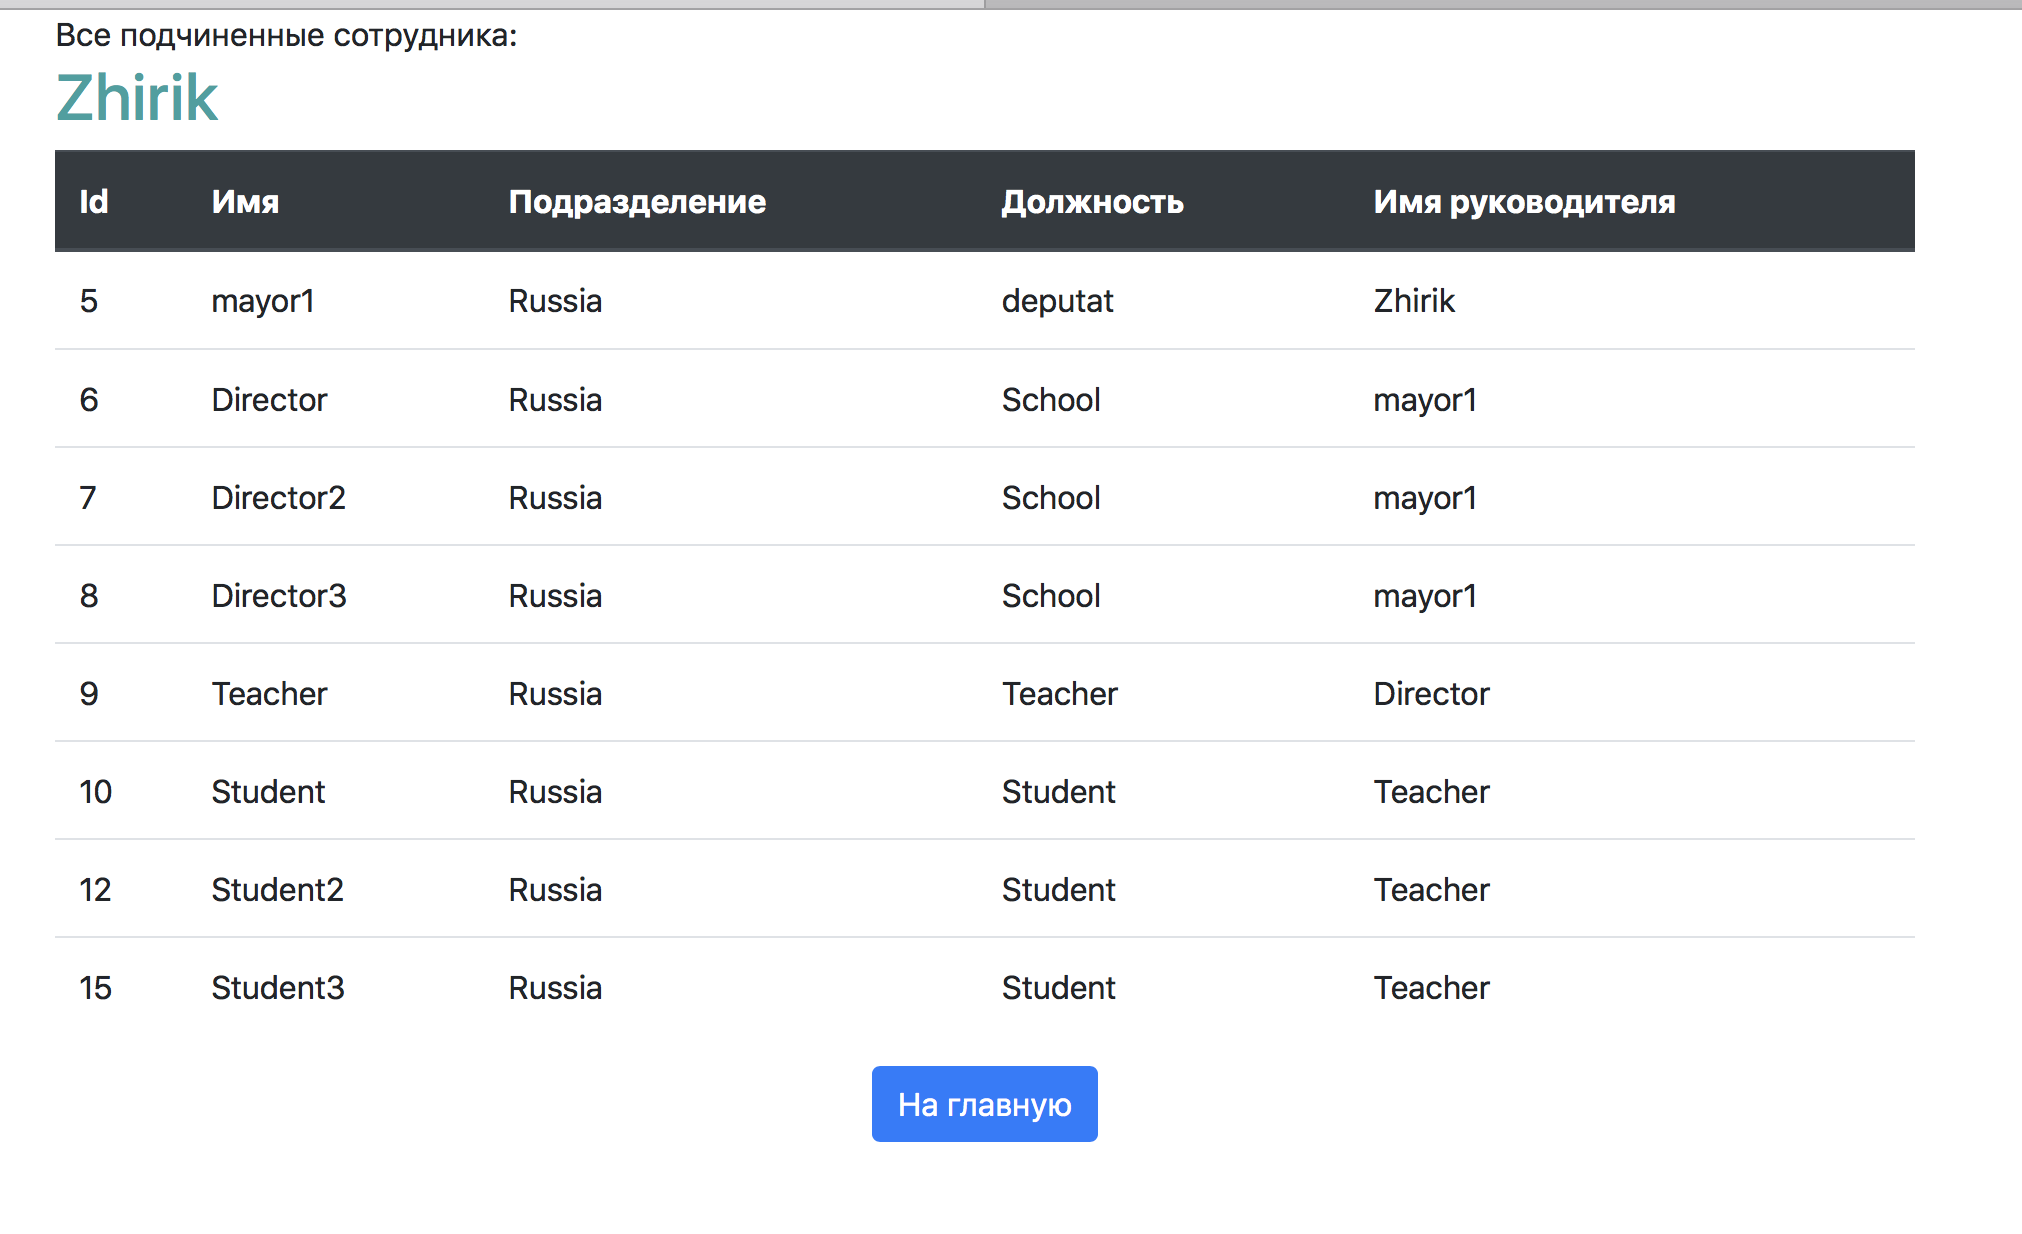 Все подчиненные сотрудника:
Zhirik
Id Имя Подразделение Должность Имя руководителя
5 mayor1 Russia deputat Zhirik
6 Director Russia School mayor1
7 Director2 Russia School mayor1
8 Director3 Russia School mayor1
9 Teacher Russia Teacher Director
10 Student Russia Student Teacher
12 Student2 Russia Student Teacher
15 Student3 Russia Student Teacher
На главную